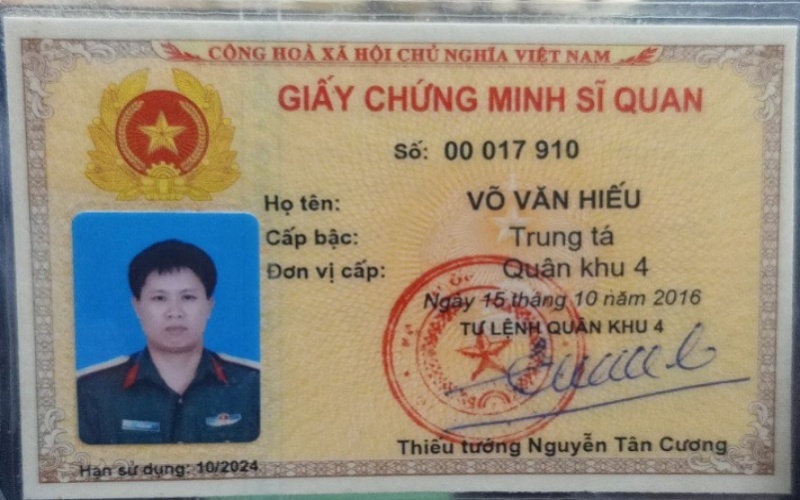 CỘNG HOÀ XÃ HỘI CHỦ NGHĨA VIỆT NAM
GIẤY CHỨNG MINH SĨ QUAN
Số: 00 017 910
Họ tên: VÕ VĂN HIẾU
Cấp bậc: Trung tá
Đơn vị cấp: Quân khu 4
Ngày 15 tháng 10 năm 2016
TƯ LỆNH QUÂN KHU 4
Thiếu tướng Nguyễn Tân Cương
Hạn sử dụng: 10/2024